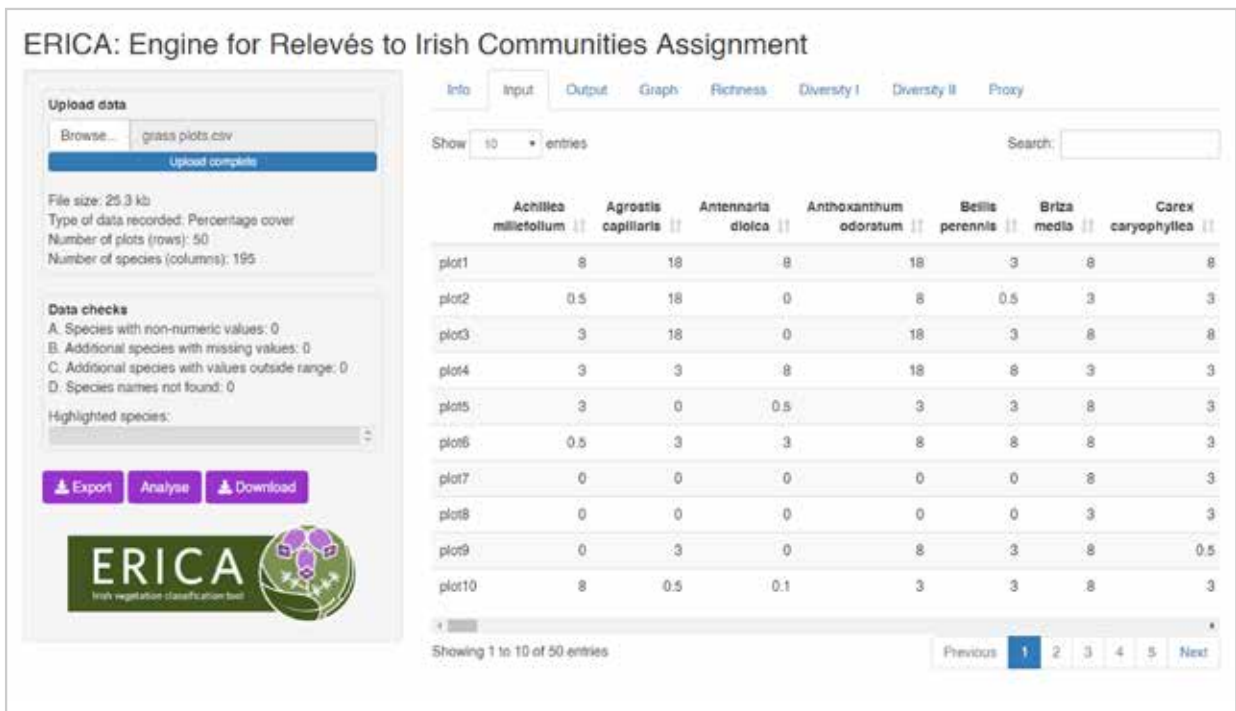 ERICA: Engine for Relevés to Irish Communities Assignment
Upload data
Browse... grass plots.csv
Upload complete
File size: 25.3 kb
Type of data recorded: Percentage cover
Number of plots (rows): 50
Number of species (columns): 195
Data checks
A. Species with non-numeric values: 0
B. Additional species with missing values: 0
C. Additional species with values outside range: 0
D. Species names not found: 0
Highlighted species:
Export Analyse Download
ERICA
Irish vegetation classification tool
Info Input Output Graph Richness Diversity I Diversity II Proxy
Show 10 entries Search:
Achillea Agrostis Antennaria Anthoxanthum Bellis Briza Carex
millefolium capillaris dioica odoratum perennis media caryophyllea
plot1 8 18 8 18 3 8 8
plot2 0.5 18 0 8 0.5 3 3
plot3 3 18 0 18 3 8 8
plot4 3 3 8 18 8 3 3
plot5 3 0 0.5 3 3 8 3
plot6 0.5 3 3 8 8 8 3
plot7 0 0 0 0 0 8 3
plot8 0 0 0 0 0 3 3
plot9 0 3 0 8 3 8 0.5
plot10 8 0.5 0.1 3 3 8 3
Showing 1 to 10 of 50 entries
Previous 1 2 3 4 5 Next